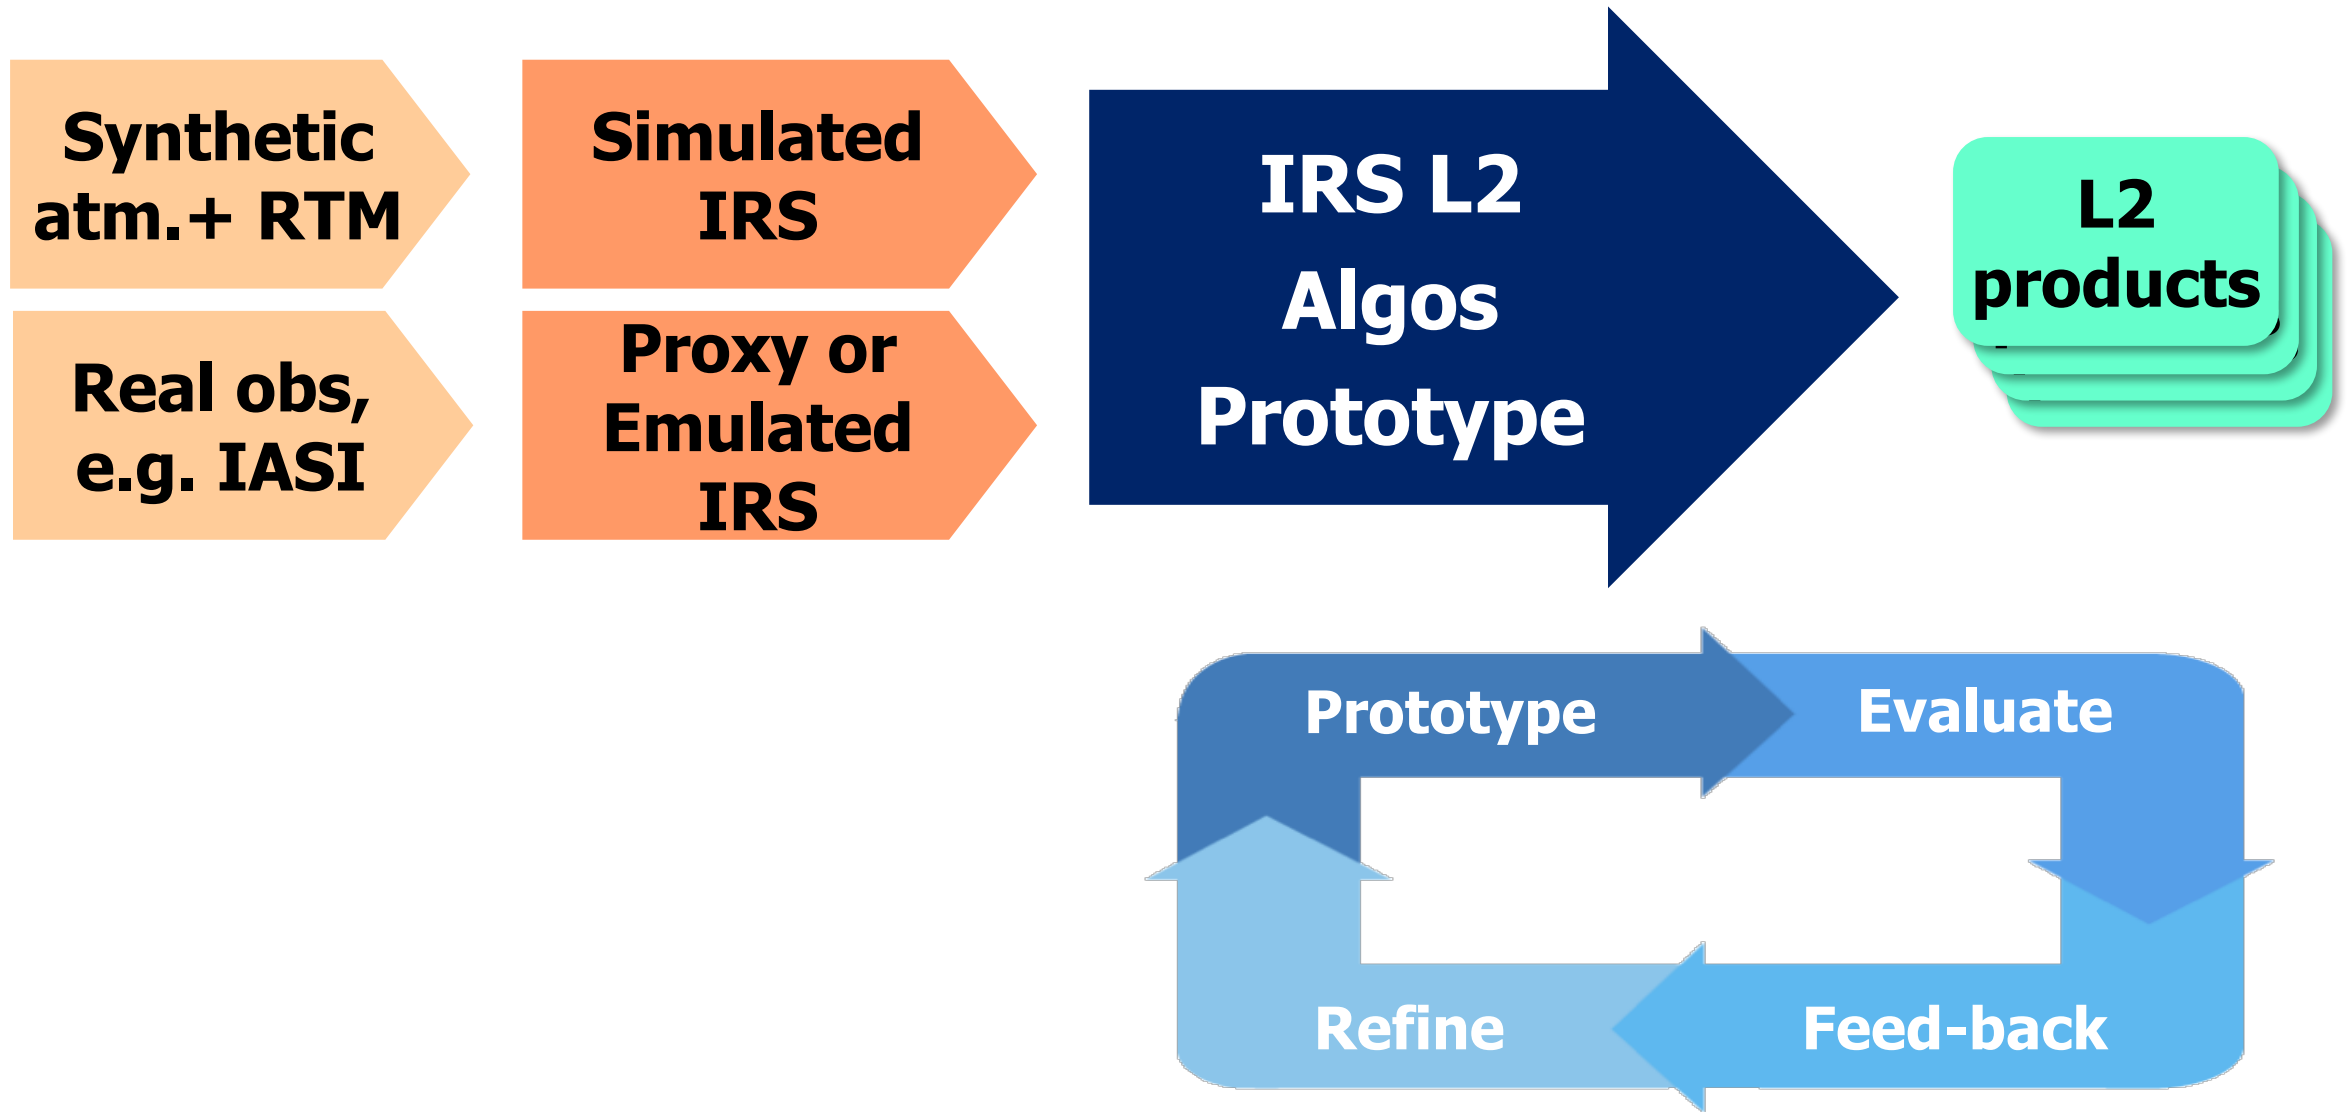 Synthetic
atm.+ RTM
Simulated
IRS
Real obs,
e.g. IASI
Proxy or
Emulated
IRS
IRS L2
Algos
Prototype
L2
products
Prototype
Evaluate
Refine
Feed-back